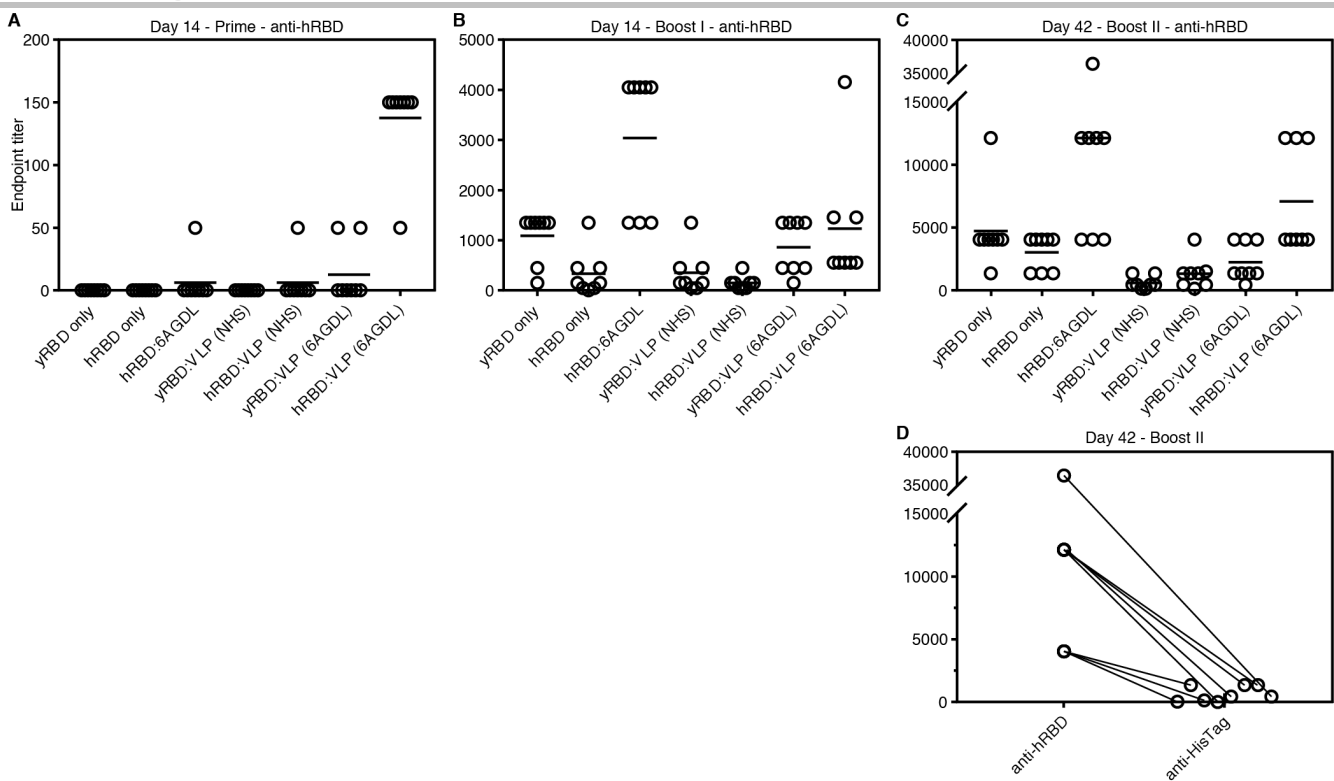 A
Day 14 - Prime - anti-hRBD
200
150
100
50
0
Endpoint titer
yRBD only
hRBD only
hRBD:6AGDL
yRBD:VLP (NHS)
hRBD:VLP (NHS)
yRBD:VLP (6AGDL)
hRBD:VLP (6AGDL)
B
Day 14 - Boost I - anti-hRBD
5000
4000
3000
2000
1000
0
yRBD only
hRBD only
hRBD:6AGDL
yRBD:VLP (NHS)
hRBD:VLP (NHS)
yRBD:VLP (6AGDL)
hRBD:VLP (6AGDL)
C
Day 42 - Boost II - anti-hRBD
40000
35000
15000
10000
5000
0
yRBD only
hRBD only
hRBD:6AGDL
yRBD:VLP (NHS)
hRBD:VLP (NHS)
yRBD:VLP (6AGDL)
hRBD:VLP (6AGDL)
D
Day 42 - Boost II
40000
35000
15000
10000
5000
0
anti-hRBD
anti-HisTag